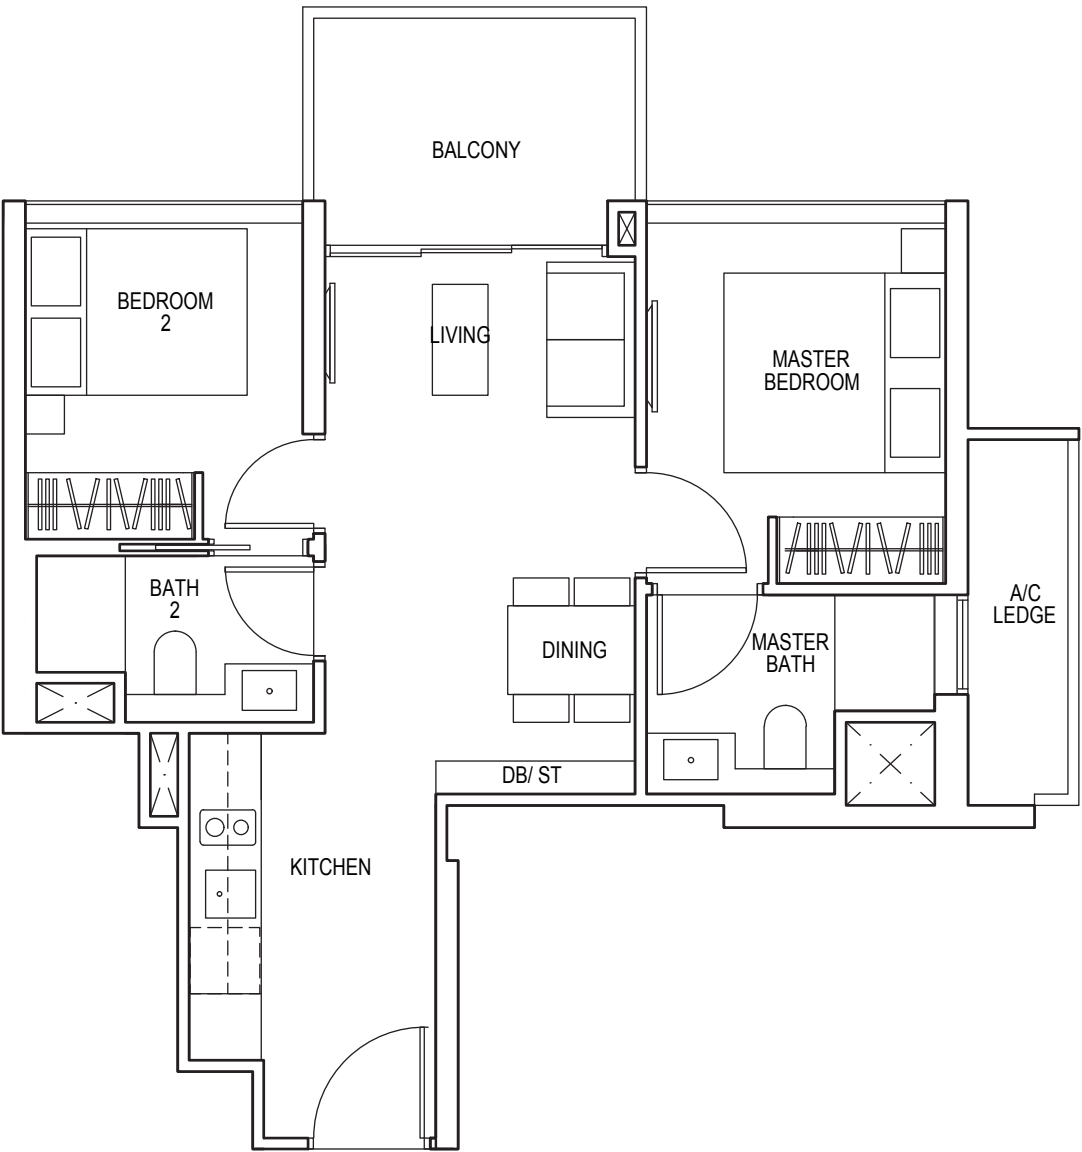 BALCONY
BEDROOM
2
LIVING
MASTER
BEDROOM
BATH
2
A/C
LEDGE
DINING
MASTER
BATH
DB/ ST
KITCHEN